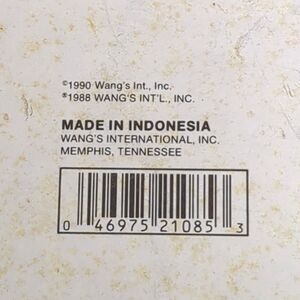 ©1990 Wang's Int., Inc.
®1988 WANG'S INT'L., INC.
MADE IN INDONESIA
WANG'S INTERNATIONAL, INC.
MEMPHIS, TENNESSEE
0 46975 21085 3